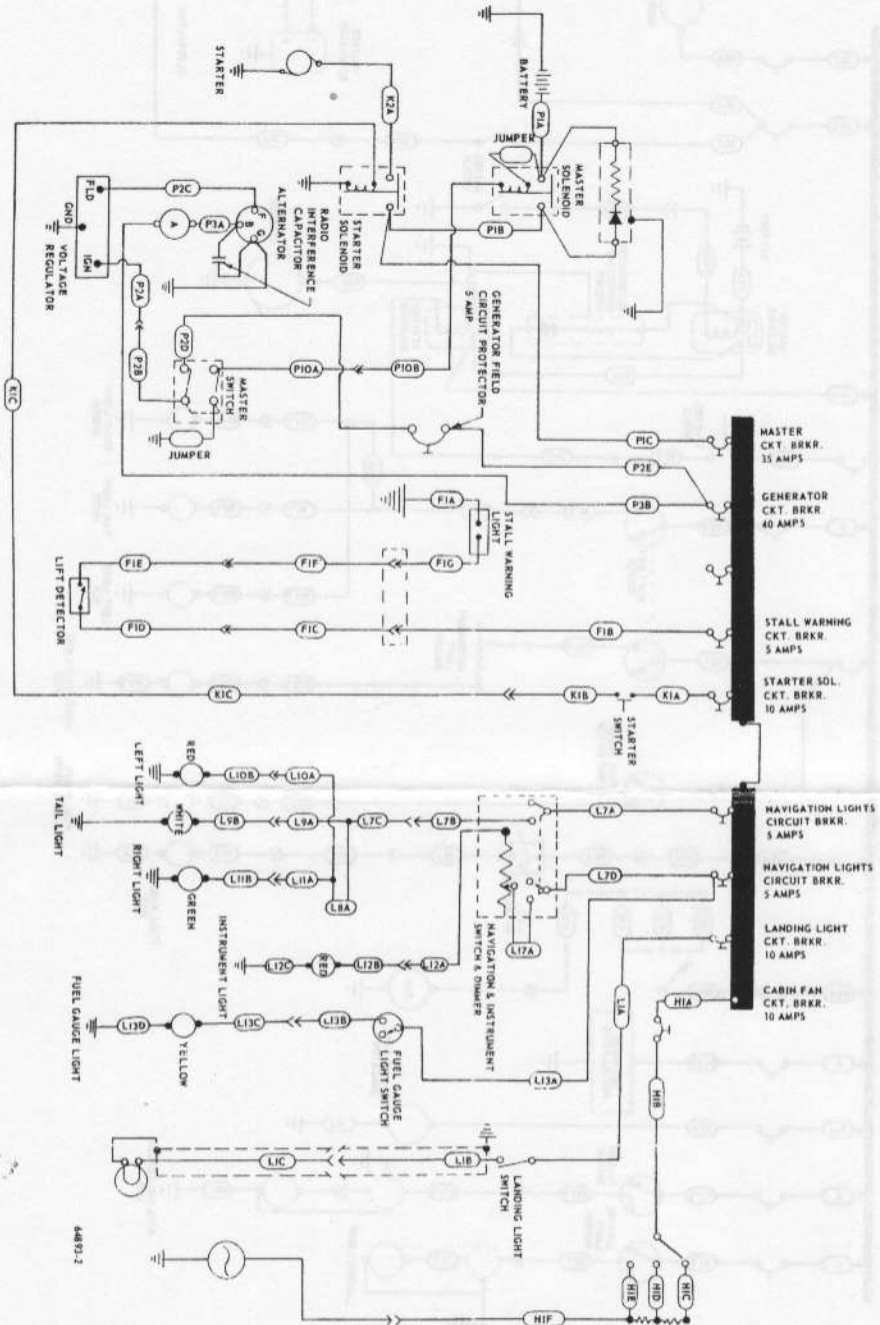 MASTER
CKT. BRKR.
35 AMPS
GENERATOR
CKT. BRKR.
40 AMPS
STALL WARNING
CKT. BRKR.
5 AMPS
STARTER SOL.
CKT. BRKR.
10 AMPS
NAVIGATION LIGHTS
CIRCUIT BRKR.
5 AMPS
NAVIGATION LIGHTS
CIRCUIT BRKR.
5 AMPS
LANDING LIGHT
CKT. BRKR.
10 AMPS
CABIN FAN
CKT. BRKR.
10 AMPS
BATTERY
P1A
JUMPER
MASTER
SOLENOID
P1B
STARTER
K2A
STARTER
SOLENOID
RADIO
INTERFERENCE
CAPACITOR
ALTERNATOR
F
B
G
A
P3A
P2C
FLD
GND
IGN
VOLTAGE
REGULATOR
P2A
P2B
P2D
MASTER
SWITCH
JUMPER
P10A
P10B
GENERATOR FIELD
CIRCUIT PROTECTOR
5 AMP
P1C
P2E
P3B
K1C
F1A
STALL WARNING
LIGHT
F1E
F1F
F1G
LIFT DETECTOR
F1D
F1C
F1B
K1C
K1B
K1A
STARTER
SWITCH
RED
LEFT LIGHT
L10B
L10A
WHITE
TAIL LIGHT
L9B
L9A
L7C
L7B
L7A
GREEN
RIGHT LIGHT
L11B
L11A
L8A
L7D
L17A
NAVIGATION & INSTRUMENT
SWITCH & DIMMER
INSTRUMENT LIGHT
L12C
RED
L12B
L12A
FUEL GAUGE LIGHT
L13D
YELLOW
L13C
L13B
FUEL GAUGE
LIGHT SWITCH
L13A
L1A
L1C
L1B
LANDING LIGHT
SWITCH
H1A
H1B
H1E
H1D
H1C
H1F
64893-2